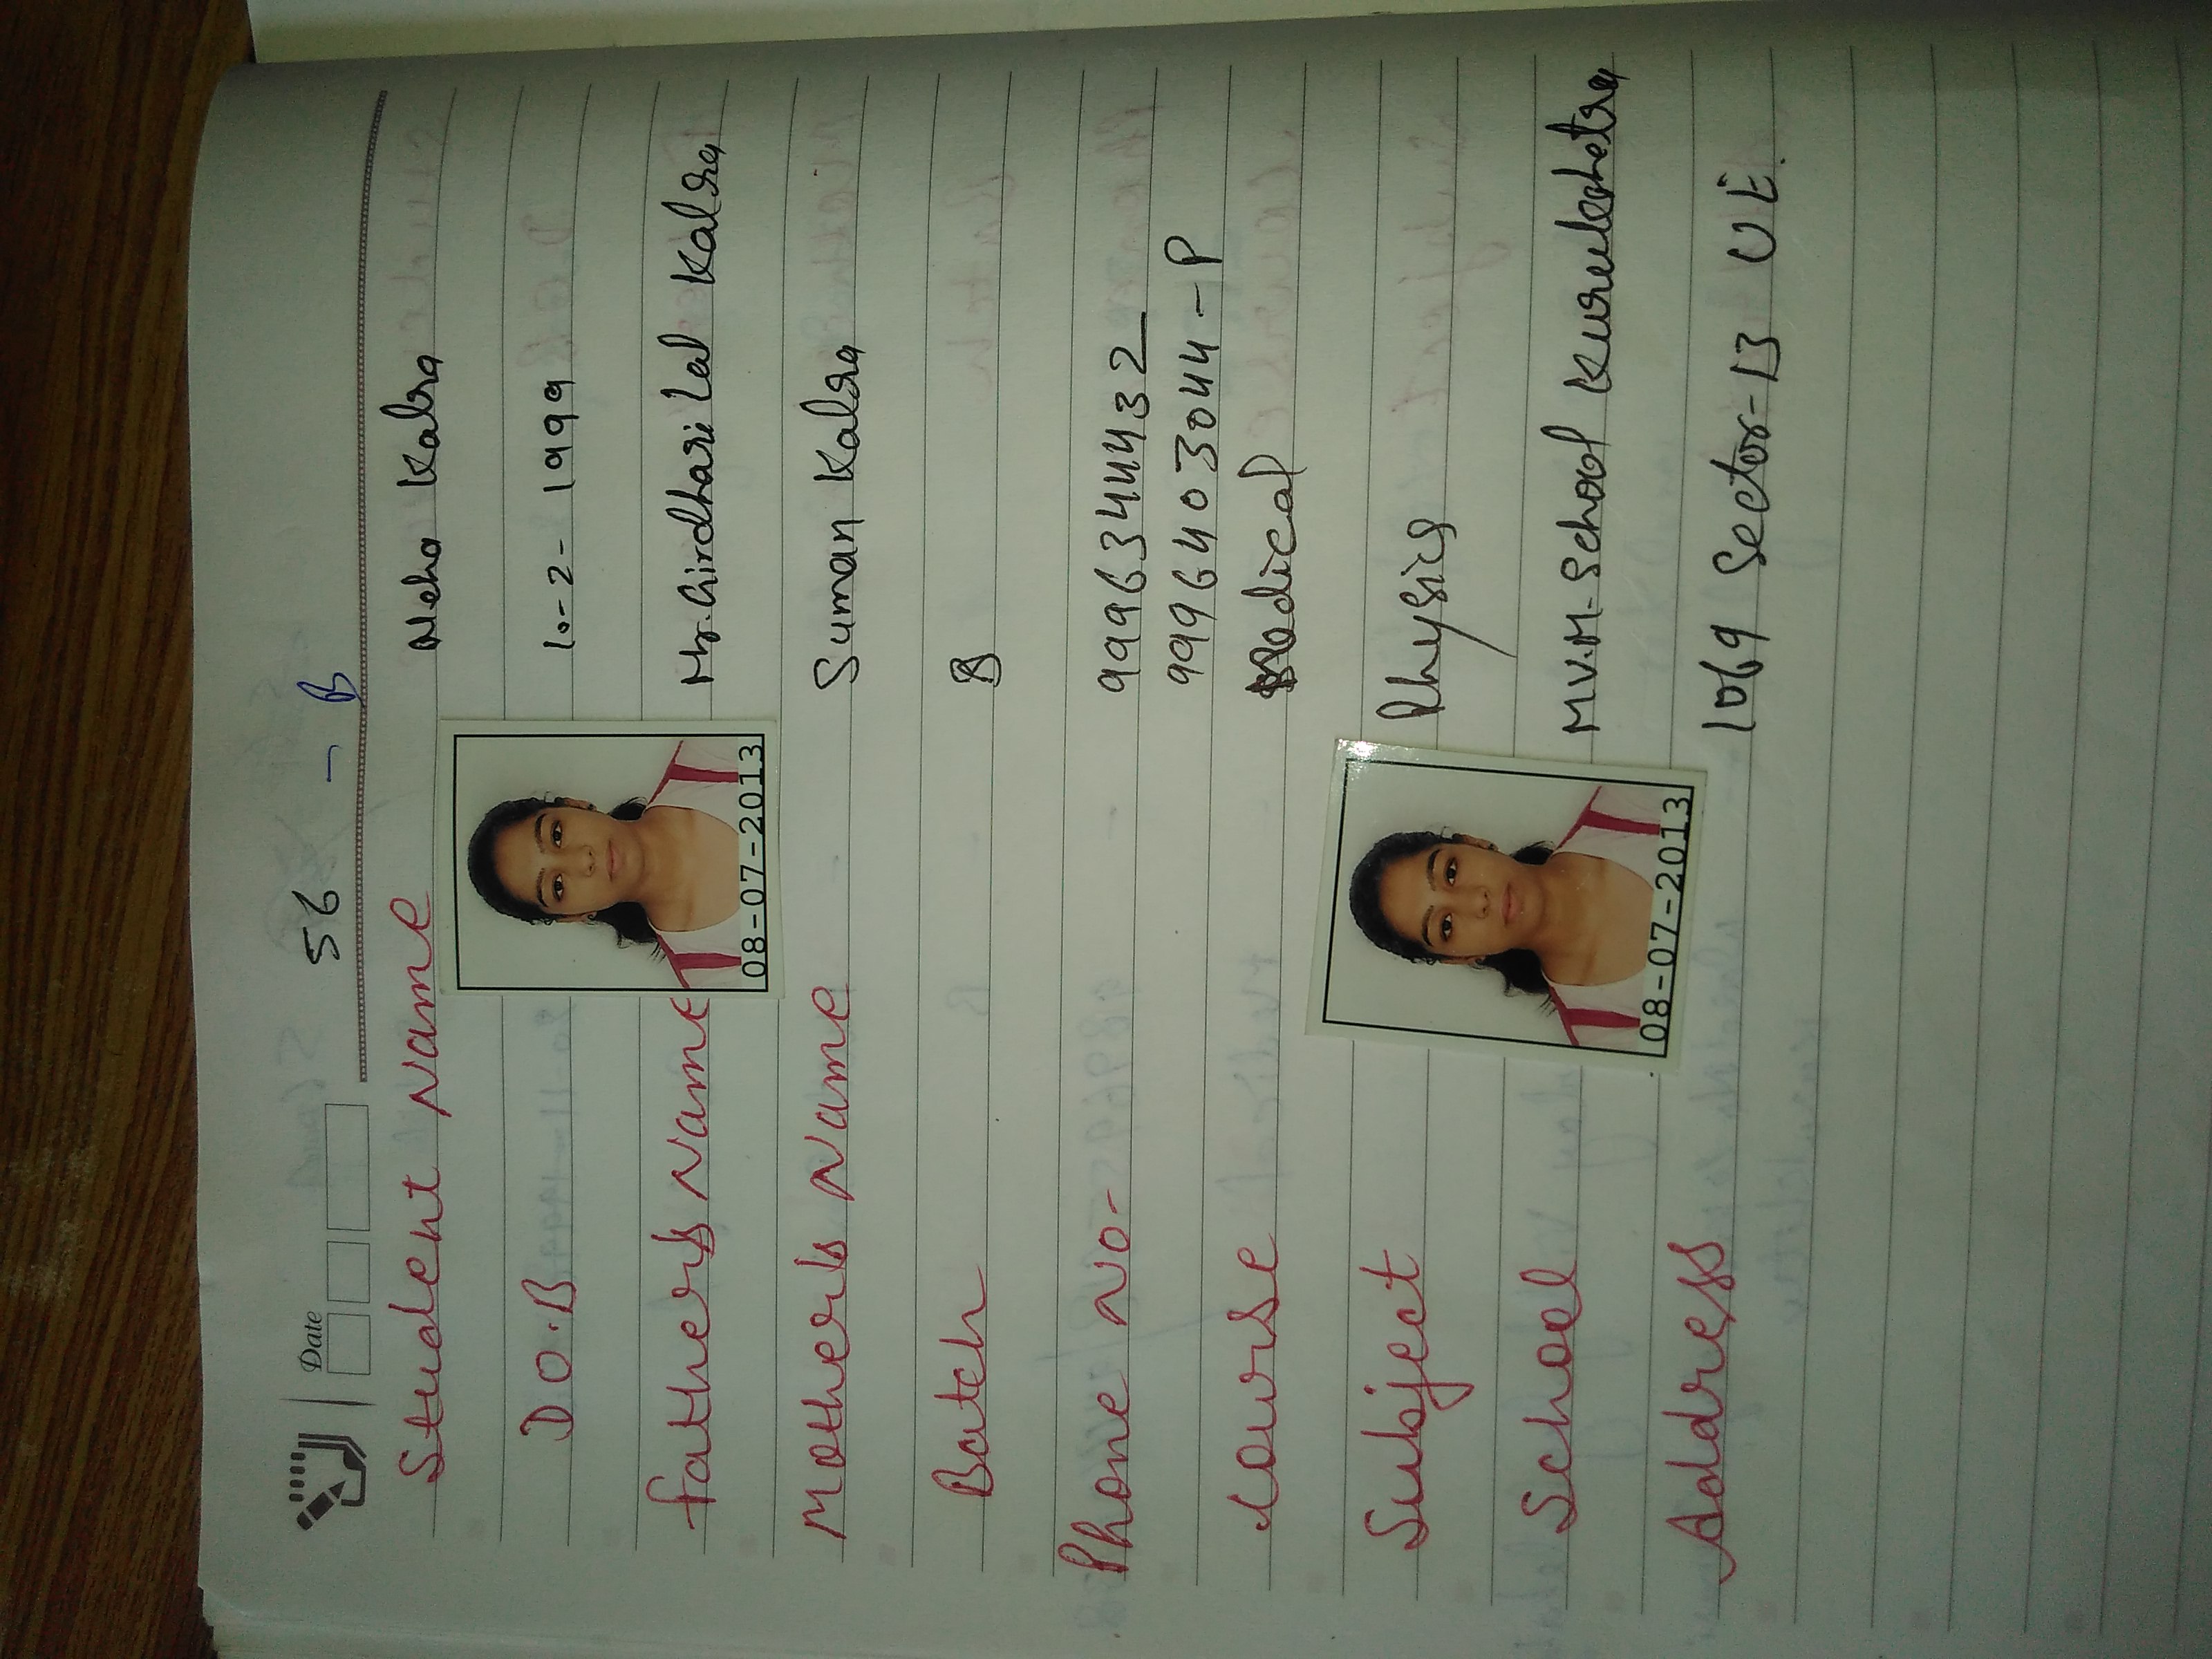 Date
56 - B
Student Name Neha Kalra
D.O.B 10-2-1999
Father's Name Mr. Girdhari Lal Kalra
08-07-2013
Mother's Name Suman Kalra
Batch B
Phone No- 9996344432
9996403044 - P
Course Medical
Subject Physics
School M.V.M. School Kurukshetra
08-07-2013
Address 1069 Sector-13 U.E.